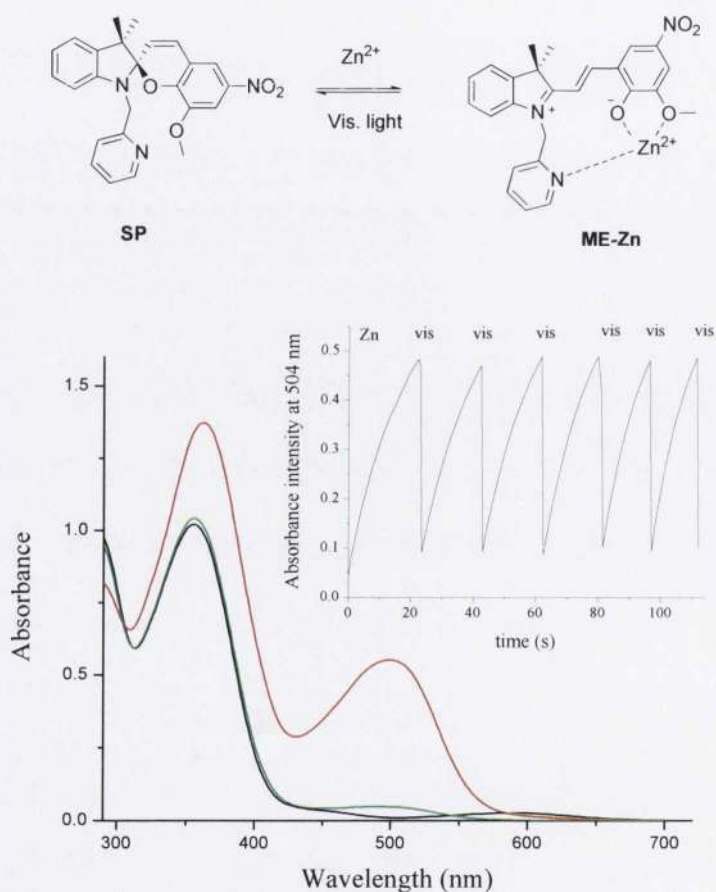 Zn²⁺
Vis. light
NO₂
N
O
O
N
SP
NO₂
N⁺
O⁻
O
Zn²⁺
N
ME-Zn
Zn vis vis vis vis vis vis
Absorbance intensity at 504 nm
0.5
0.4
0.3
0.2
0.1
0.0
0 20 40 60 80 100
time (s)
Absorbance
1.5
1.0
0.5
0.0
300 400 500 600 700
Wavelength (nm)